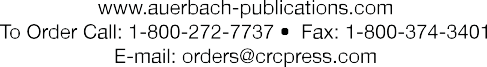 www.auerbach-publications.com
To Order Call: 1-800-272-7737 • Fax: 1-800-374-3401
E-mail: orders@crcpress.com